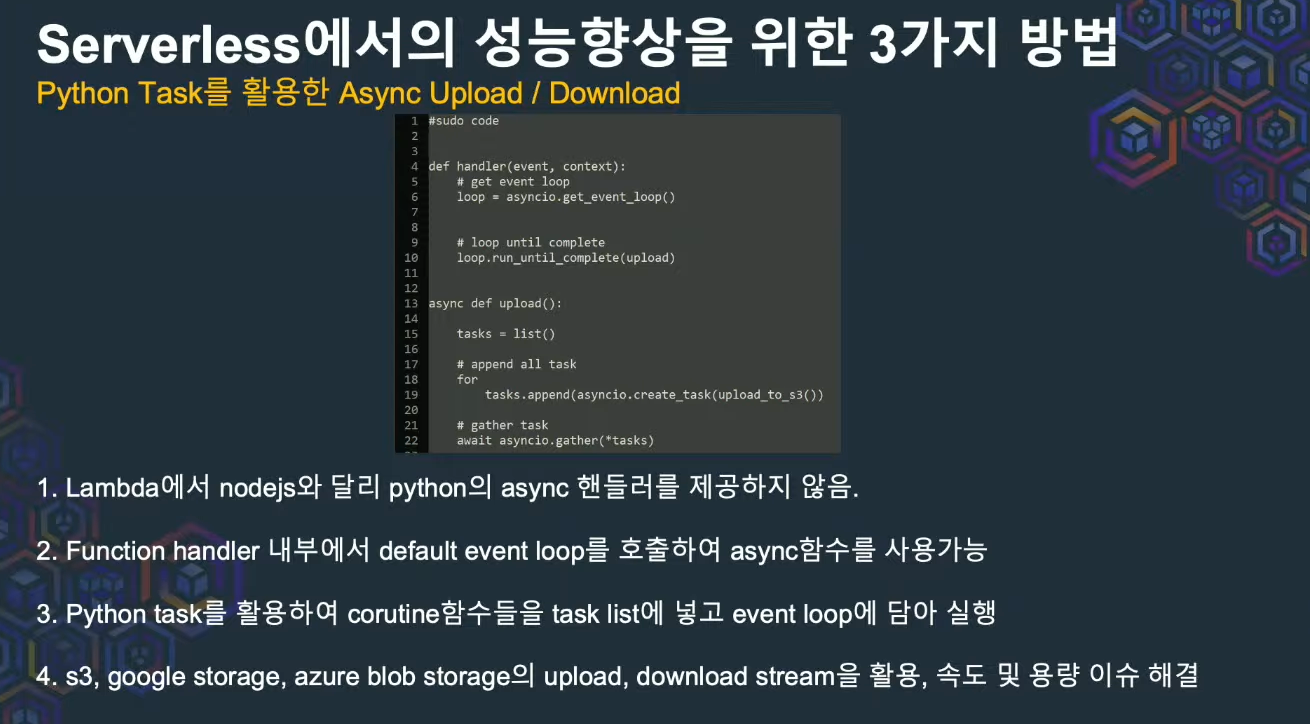 Serverless에서의 성능향상을 위한 3가지 방법
Python Task를 활용한 Async Upload / Download
1 #sudo code
2
3
4 def handler(event, context):
5     # get event loop
6     loop = asyncio.get_event_loop()
7
8
9     # loop until complete
10     loop.run_until_complete(upload)
11
12
13 async def upload():
14
15     tasks = list()
16
17     # append all task
18     for
19         tasks.append(asyncio.create_task(upload_to_s3())
20
21     # gather task
22     await asyncio.gather(*tasks)
1. Lambda에서 nodejs와 달리 python의 async 핸들러를 제공하지 않음.
2. Function handler 내부에서 default event loop를 호출하여 async함수를 사용가능
3. Python task를 활용하여 corutine함수들을 task list에 넣고 event loop에 담아 실행
4. s3, google storage, azure blob storage의 upload, download stream을 활용, 속도 및 용량 이슈 해결